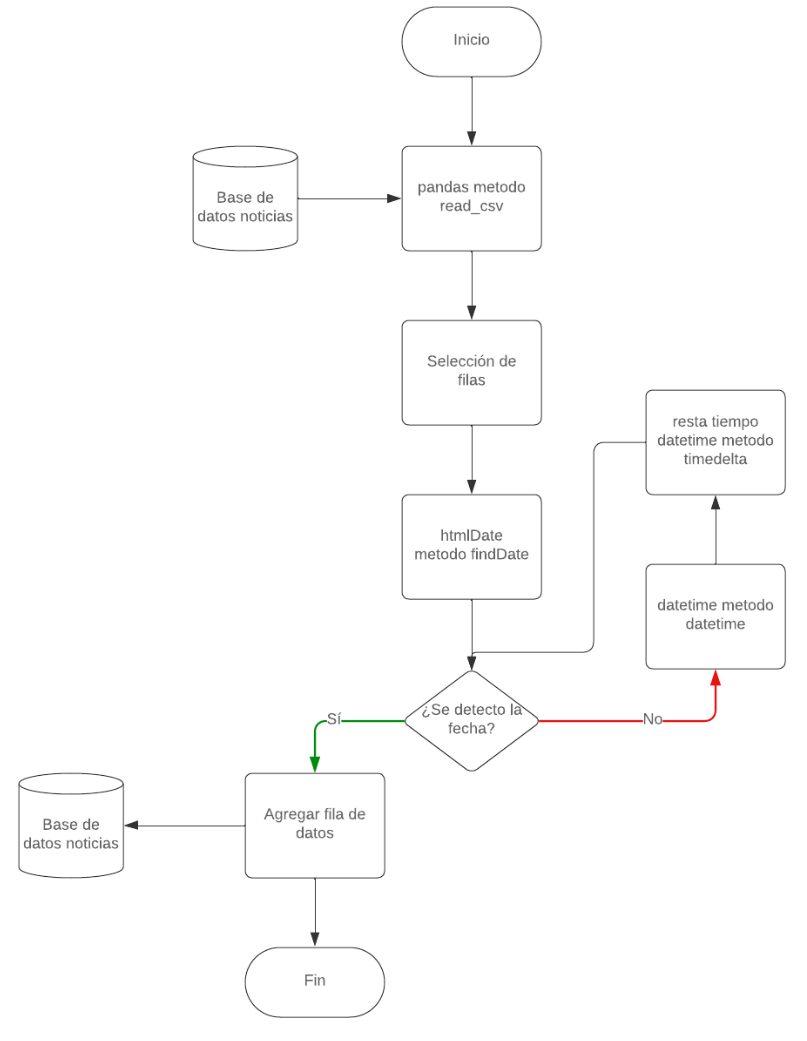 Inicio
pandas metodo
read_csv
Base de
datos noticias
Selección de
filas
resta tiempo
datetime metodo
timedelta
htmlDate
metodo findDate
datetime metodo
datetime
¿Se detecto la
fecha?
Sí
No
Agregar fila de
datos
Base de
datos noticias
Fin